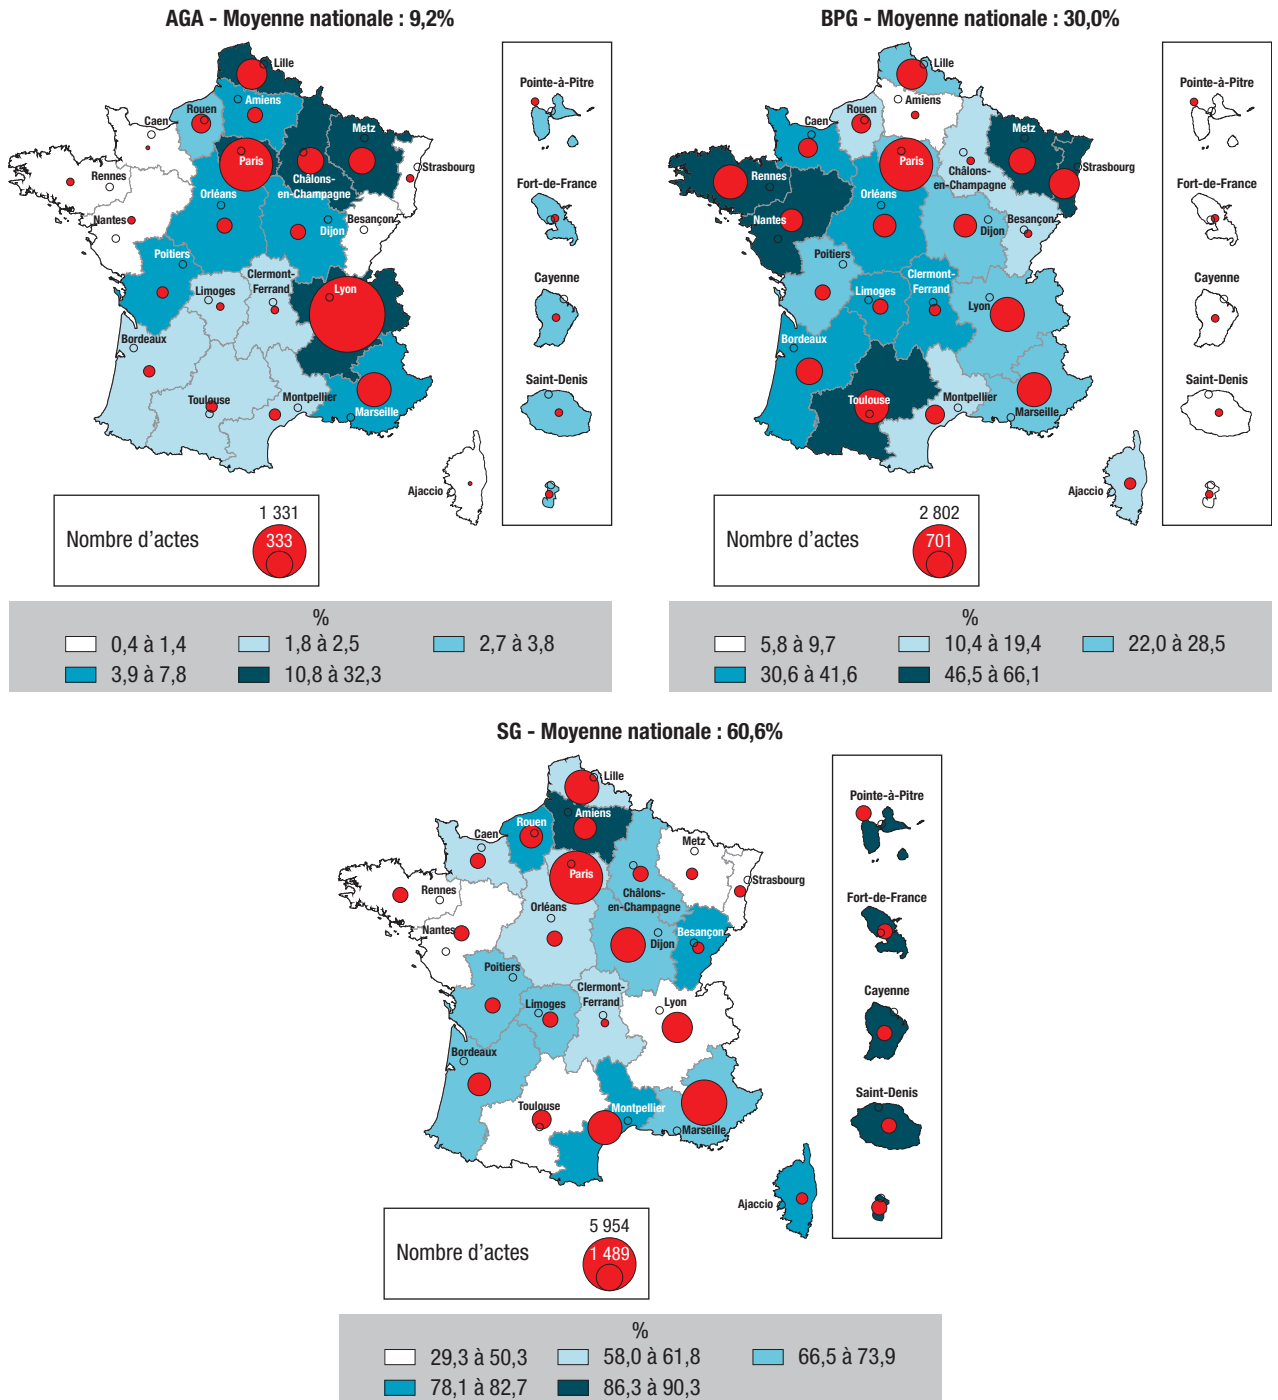 AGA - Moyenne nationale : 9,2%
Lille
Amiens
Rouen
Caen
Metz
Paris
Strasbourg
Châlons-
en-Champagne
Rennes
Orléans
Nantes
Besançon
Dijon
Poitiers
Clermont-
Ferrand
Limoges
Lyon
Bordeaux
Toulouse
Montpellier
Marseille
Ajaccio
Pointe-à-Pitre
Fort-de-France
Cayenne
Saint-Denis
1 331
Nombre d'actes
333
%
0,4 à 1,4
1,8 à 2,5
2,7 à 3,8
3,9 à 7,8
10,8 à 32,3
BPG - Moyenne nationale : 30,0%
Lille
Amiens
Rouen
Caen
Metz
Paris
Strasbourg
Châlons-
en-Champagne
Rennes
Orléans
Nantes
Besançon
Dijon
Poitiers
Clermont-
Ferrand
Limoges
Lyon
Bordeaux
Toulouse
Montpellier
Marseille
Ajaccio
Pointe-à-Pitre
Fort-de-France
Cayenne
Saint-Denis
2 802
Nombre d'actes
701
%
5,8 à 9,7
10,4 à 19,4
22,0 à 28,5
30,6 à 41,6
46,5 à 66,1
SG - Moyenne nationale : 60,6%
Lille
Amiens
Rouen
Caen
Metz
Paris
Strasbourg
Châlons-
en-Champagne
Rennes
Orléans
Nantes
Besançon
Dijon
Poitiers
Clermont-
Ferrand
Limoges
Lyon
Bordeaux
Toulouse
Montpellier
Marseille
Ajaccio
Pointe-à-Pitre
Fort-de-France
Cayenne
Saint-Denis
5 954
Nombre d'actes
1 489
%
29,3 à 50,3
58,0 à 61,8
66,5 à 73,9
78,1 à 82,7
86,3 à 90,3